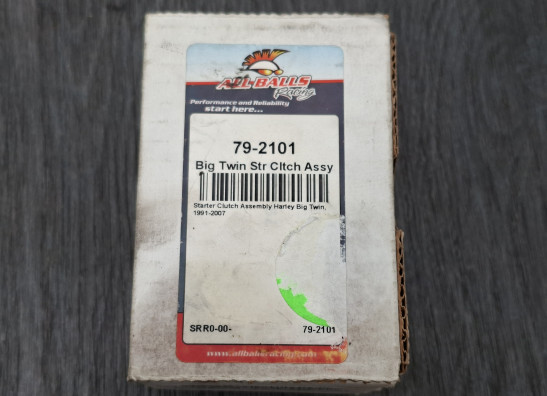 ALL BALLS
Racing
Performance and Reliability
start here...
79-2101
Big Twin Str Cltch Assy
Starter Clutch Assembly Harley Big Twin,
1991-2007
SRR0-00- 79-2101
www.allballsracing.com